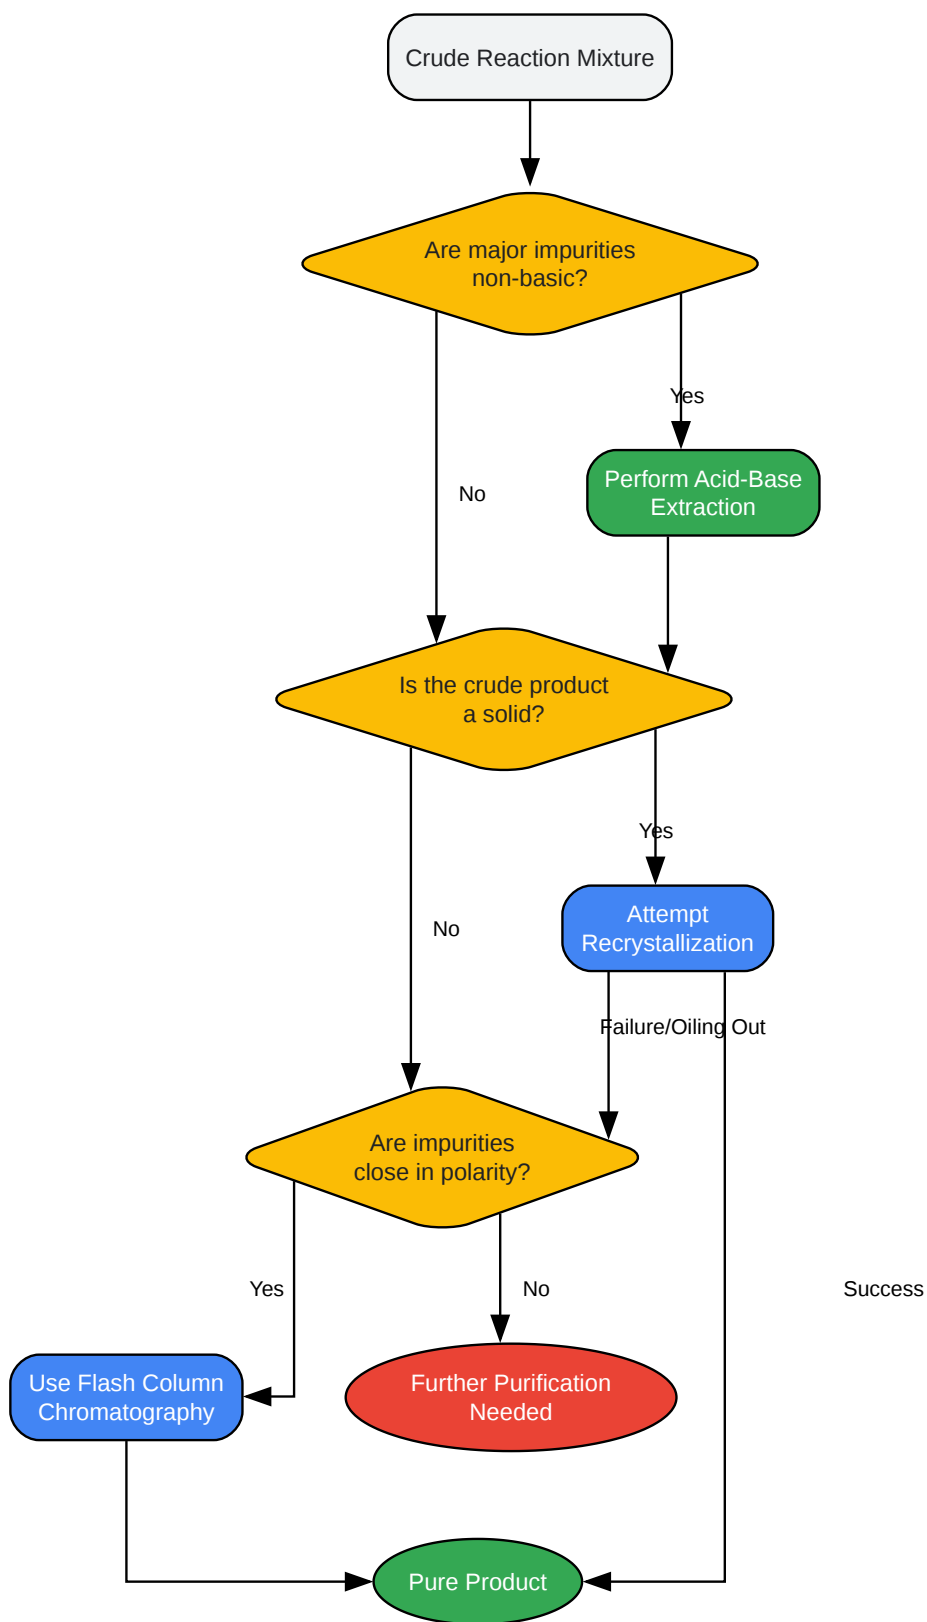 Crude Reaction Mixture
Are major impurities
non-basic?
Yes
Perform Acid-Base
Extraction
No
Is the crude product
a solid?
Yes
Attempt
Recrystallization
No
Failure/Oiling Out
Are impurities
close in polarity?
Yes
No
Success
Use Flash Column
Chromatography
Further Purification
Needed
Pure Product